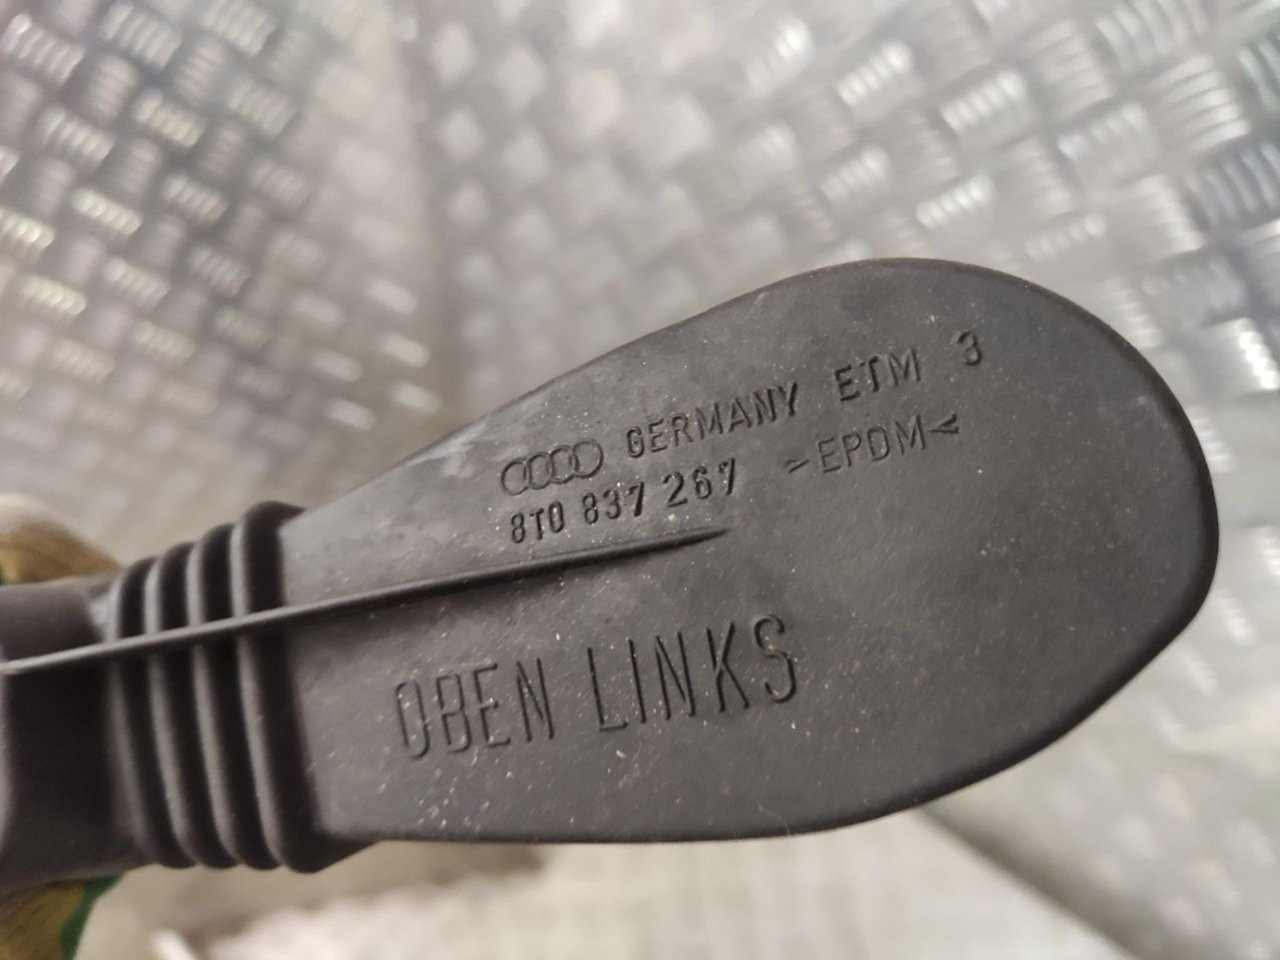 GERMANY ETM 3
8T0 837 267 >EPDM<
OBEN LINKS